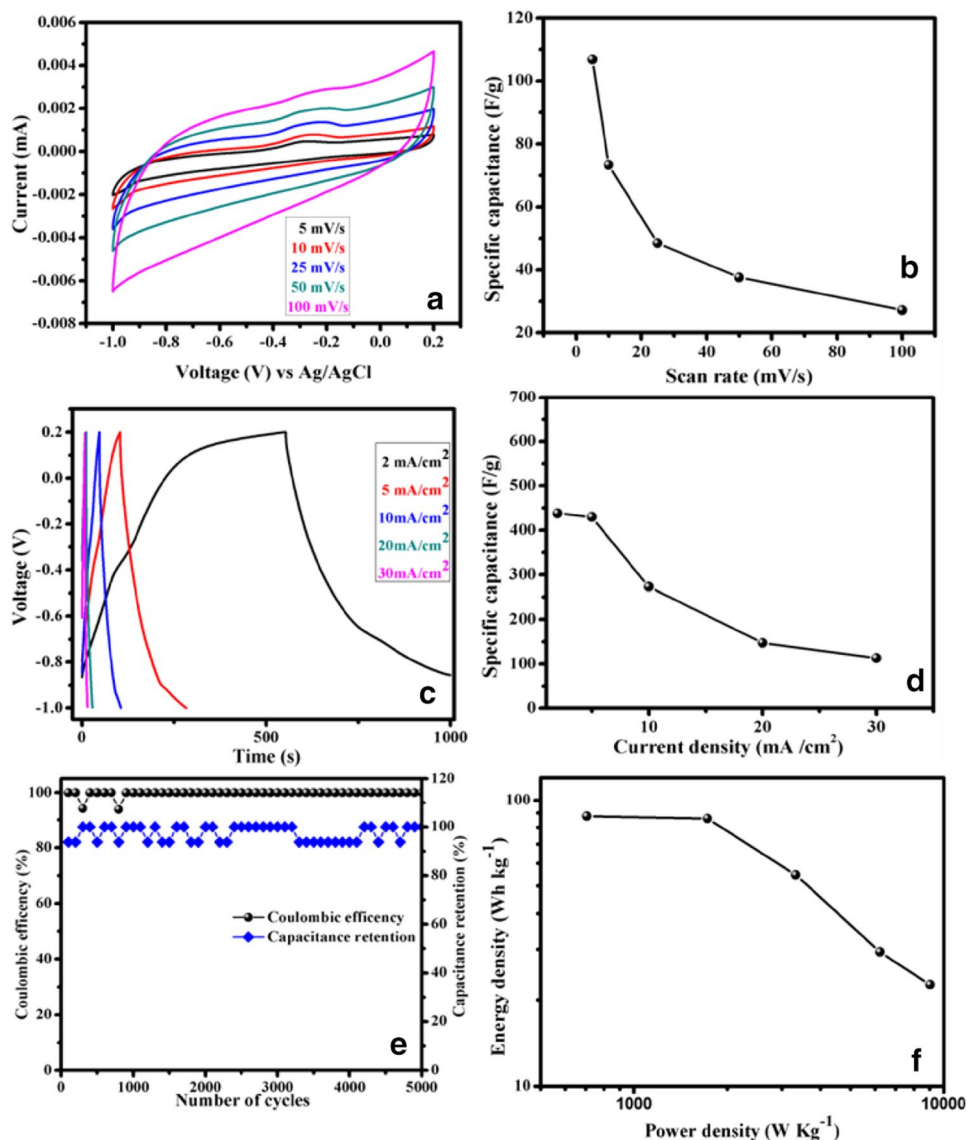 0.006
0.004
0.002
0.000
-0.002
-0.004
-0.006
-0.008
Current (mA)
5 mV/s
10 mV/s
25 mV/s
50 mV/s
100 mV/s
a
-1.0 -0.8 -0.6 -0.4 -0.2 0.0 0.2
Voltage (V) vs Ag/AgCl
120
100
80
60
40
20
Specific capacitance (F/g)
b
0 20 40 60 80 100
Scan rate (mV/s)
0.2
0.0
-0.2
-0.4
-0.6
-0.8
-1.0
Voltage (V)
2 mA/cm²
5 mA/cm²
10mA/cm²
20mA/cm²
30mA/cm²
c
0 500 1000
Time (s)
700
600
500
400
300
200
100
0
Specific capacitance (F/g)
d
10 20 30
Current density (mA /cm²)
100
80
60
40
20
0
Coulombic efficiency (%)
Coulombic efficency
Capacitance retention
120
100
80
60
40
20
0
Capacitance retention (%)
e
0 1000 2000 3000 4000 5000
Number of cycles
100
10
Energy density (Wh kg⁻¹)
f
1000 10000
Power density (W Kg⁻¹)